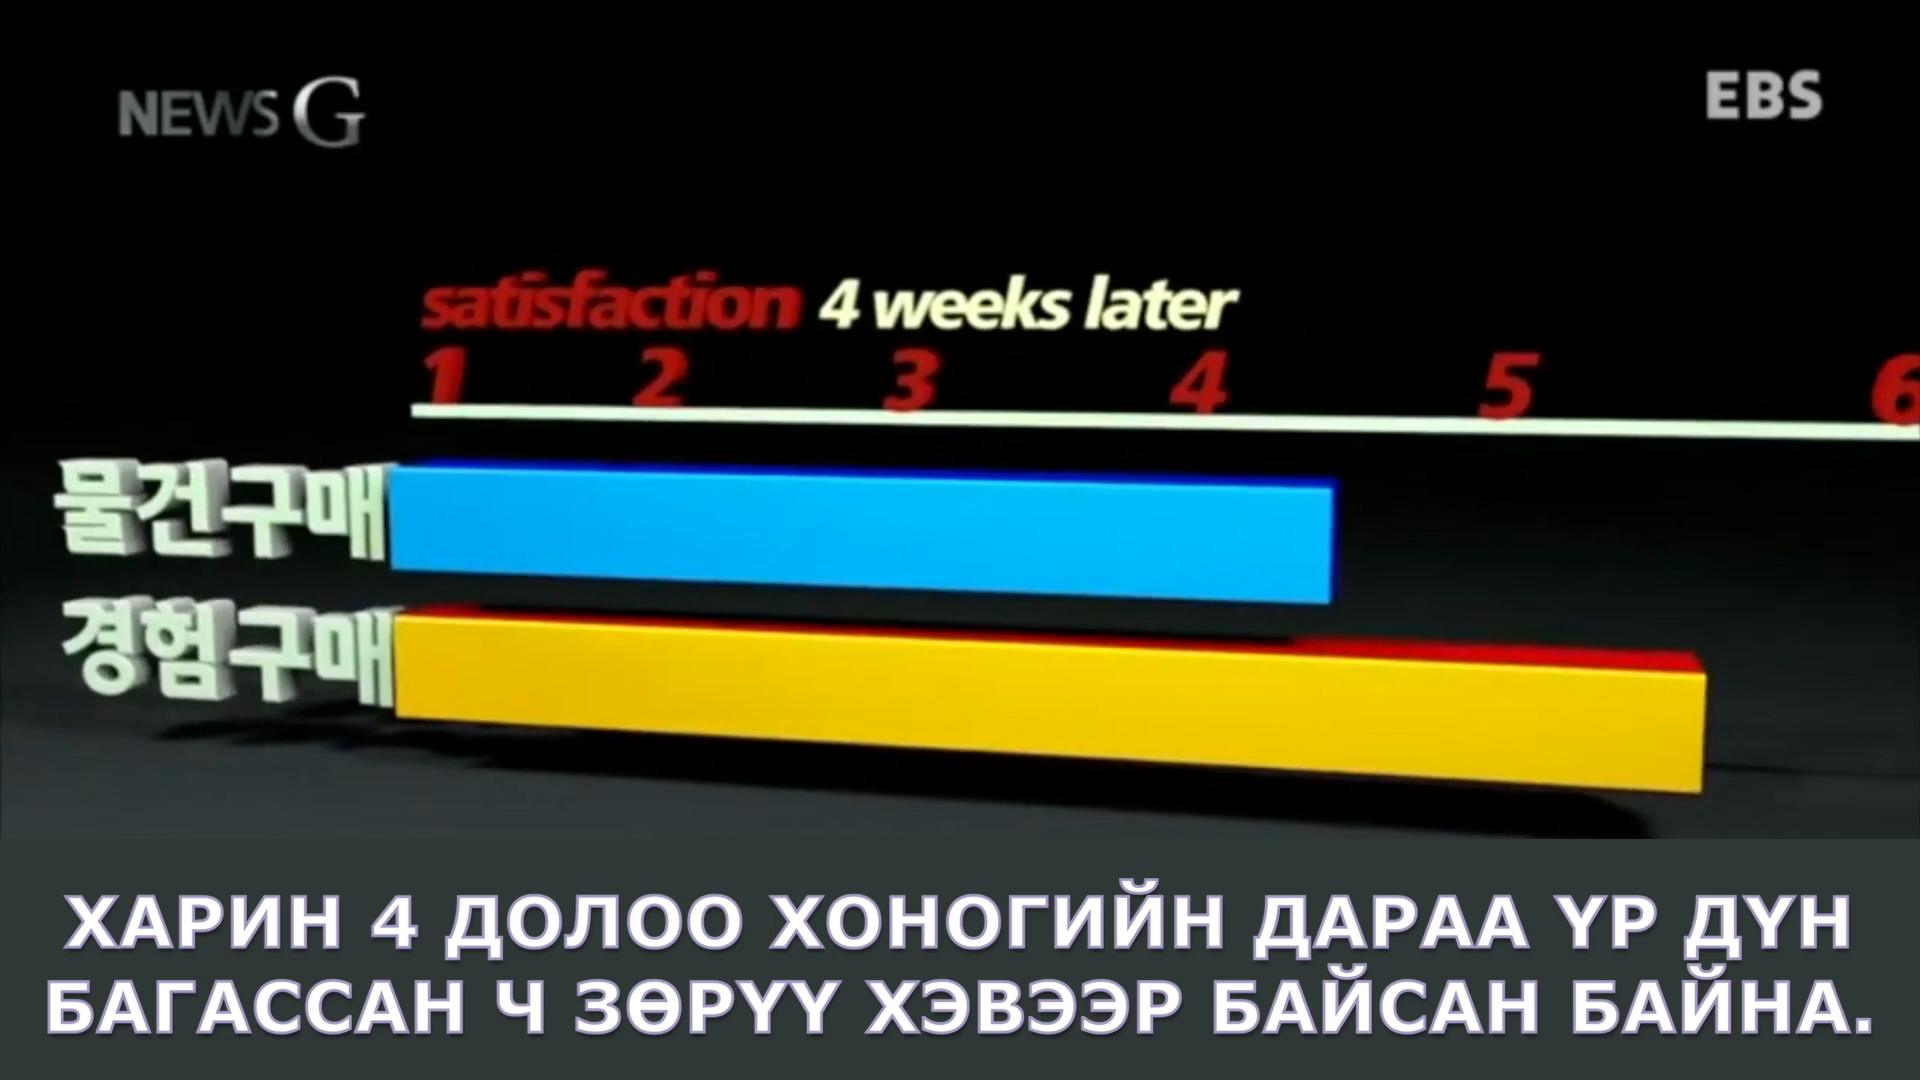 NEWS G
EBS
satisfaction 4 weeks later
1 2 3 4 5 6
물건구매
경험구매
ХАРИН 4 ДОЛОО ХОНОГИЙН ДАРАА ҮР ДҮН
БАГАССАН Ч ЗӨРҮҮ ХЭВЭЭР БАЙСАН БАЙНА.